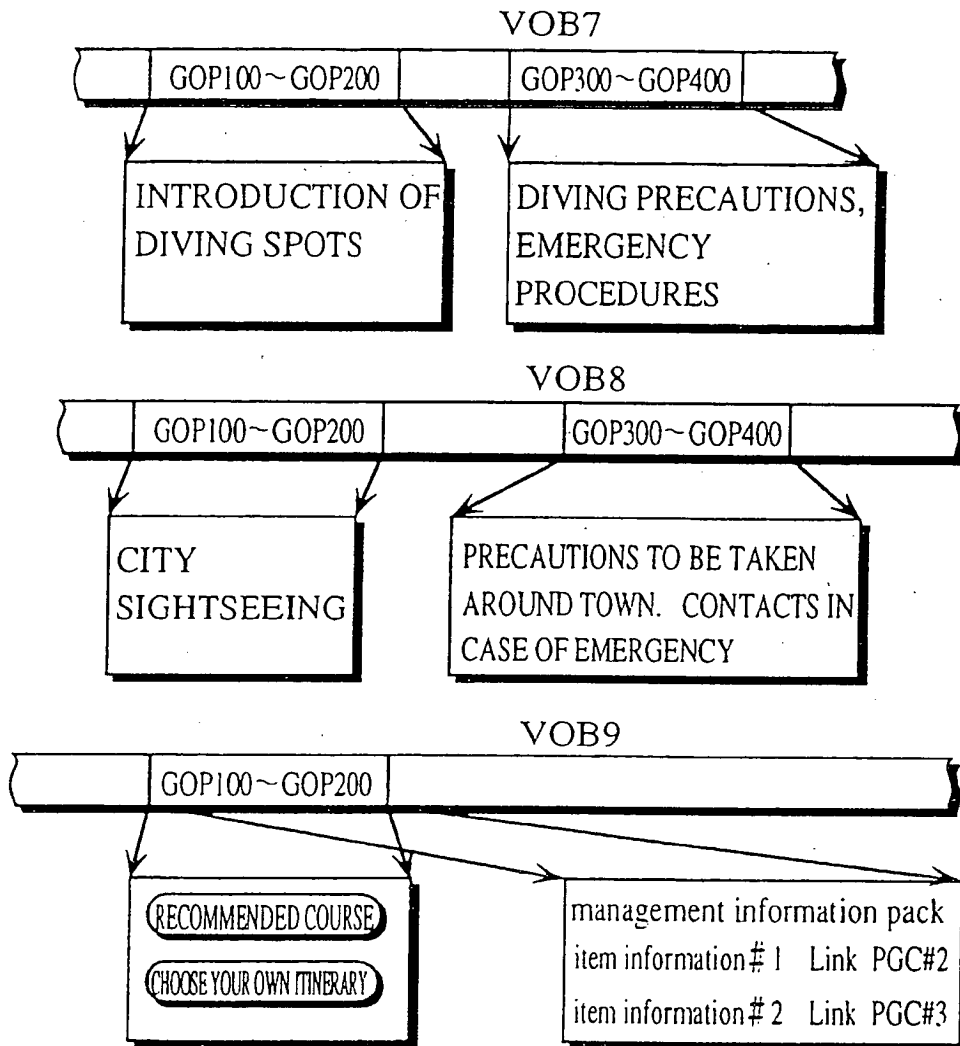 VOB7
GOP100~GOP200 GOP300~GOP400
INTRODUCTION OF
DIVING SPOTS
DIVING PRECAUTIONS,
EMERGENCY
PROCEDURES
VOB8
GOP100~GOP200 GOP300~GOP400
CITY
SIGHTSEEING
PRECAUTIONS TO BE TAKEN
AROUND TOWN. CONTACTS IN
CASE OF EMERGENCY
VOB9
GOP100~GOP200
RECOMMENDED COURSE
CHOOSE YOUR OWN ITINERARY
management information pack
item information # 1 Link PGC#2
item information # 2 Link PGC#3